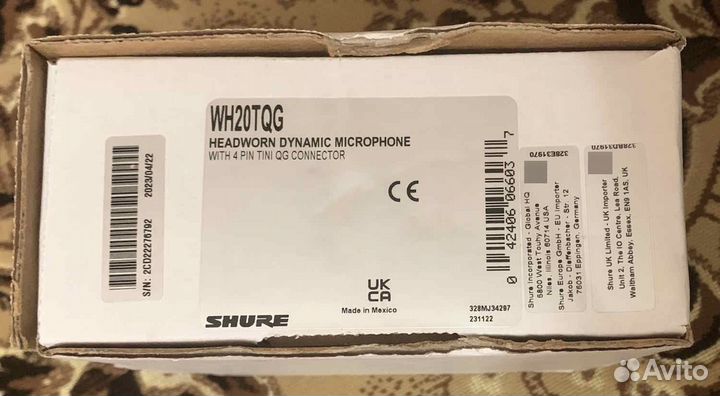 WH20TQG
HEADWORN DYNAMIC MICROPHONE
WITH 4 PIN TINI QG CONNECTOR
CE
UK
CA
Made in Mexico
SHURE
328MJ34297
231122
0 42406 06603 7
S/N: 2CD22276792 2023/04/22
328E31970
Shure Incorporated - Global HQ
5800 West Touhy Avenue
Niles, Illinois 60714 USA
Shure Europe GmbH - EU Importer
Jakob - Dieffenbacher - Str. 12
75031 Eppingen, Germany
328AD31970
Shure UK Limited - UK Importer
Unit 2, The IO Centre, Lea Road,
Waltham Abbey, Essex, EN9 1AS, UK
Avito